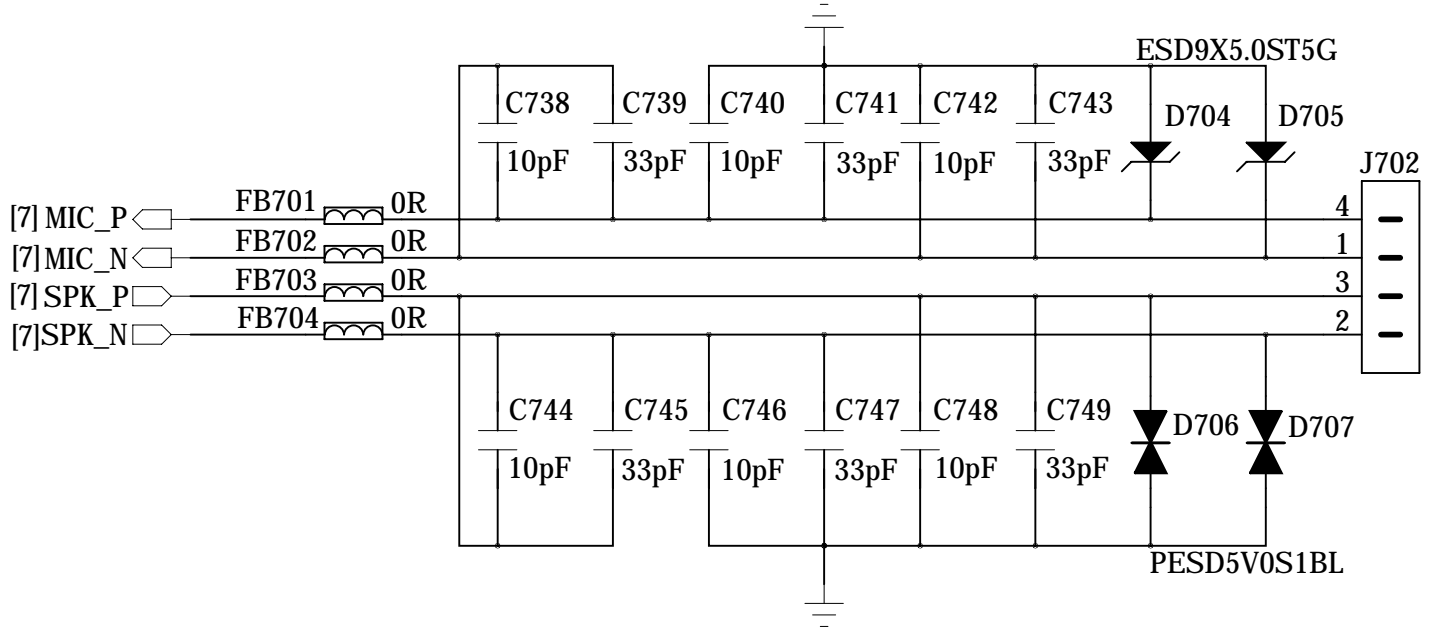 ESD9X5.0ST5G
C738 C739 C740 C741 C742 C743 D704 D705
10pF 33pF 10pF 33pF 10pF 33pF
J702
[7] MIC_P FB701 0R 4
[7] MIC_N FB702 0R 1
[7] SPK_P FB703 0R 3
[7]SPK_N FB704 0R 2
C744 C745 C746 C747 C748 C749 D706 D707
10pF 33pF 10pF 33pF 10pF 33pF
PESD5V0S1BL